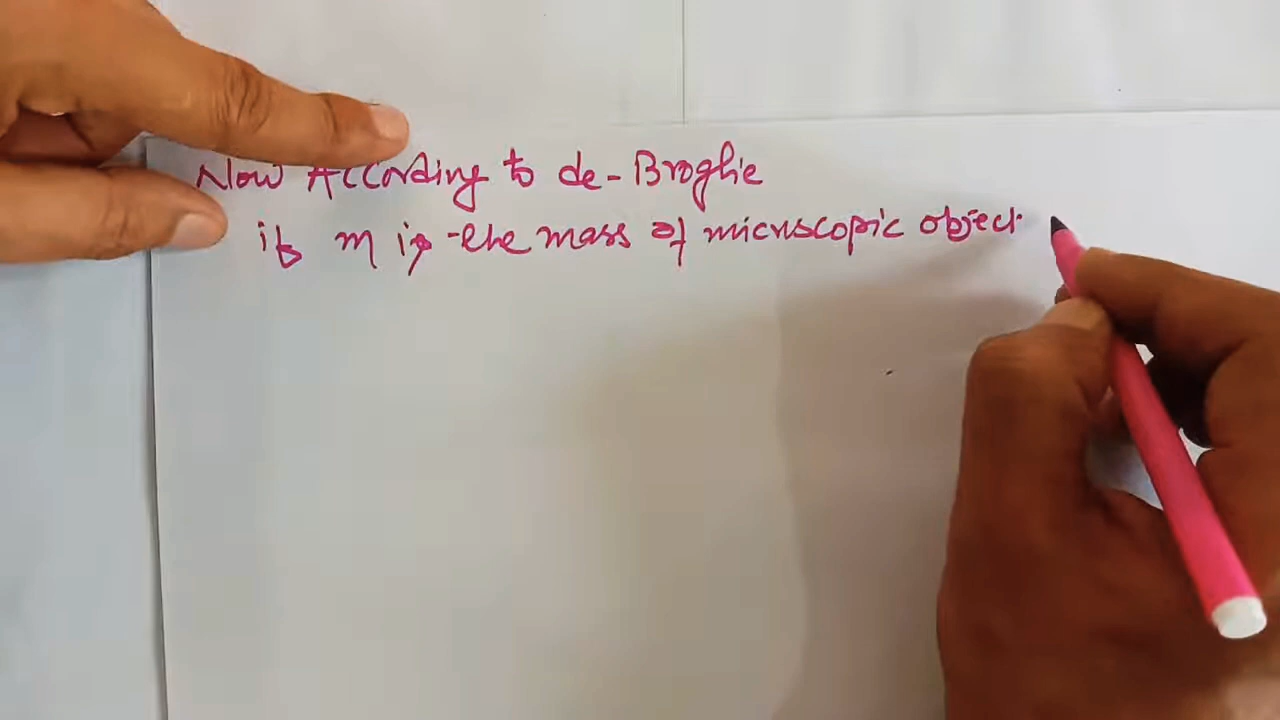 Now According to de-Broglie
if m is the mass of microscopic object